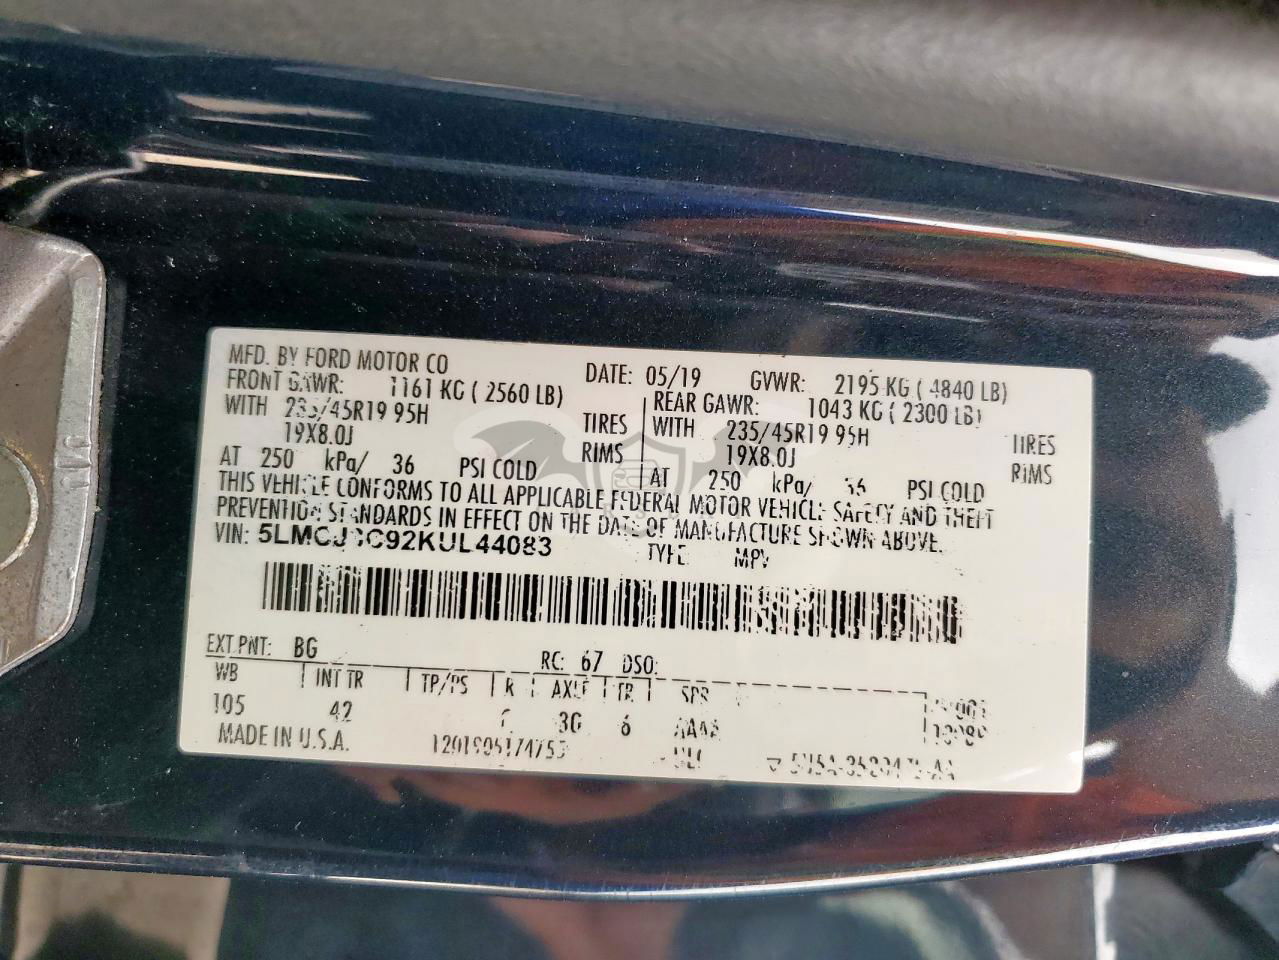 MFD. BY FORD MOTOR CO DATE: 05/19 GVWR: 2195 KG ( 4840 LB)
FRONT GAWR: 1161 KG ( 2560 LB) REAR GAWR: 1043 KG ( 2300 LB)
WITH 235/45R19 95H TIRES WITH 235/45R19 95H TIRES
19X8.0J RIMS 19X8.0J RIMS
AT 250 kPa/ 36 PSI COLD AT 250 kPa/ PSI COLD
THIS VEHICLE CONFORMS TO ALL APPLICABLE FEDERAL MOTOR VEHICLE SAFETY AND THEFT
PREVENTION STANDARDS IN EFFECT ON THE DATE OF MANUFACTURE SHOWN ABOVE.
VIN: TYPE: MPV
EXT PNT: BG RC: 67 DSO:
WB INT TR TP/PS R AXLE TR SPR
105 42 6
MADE IN U.S.A.